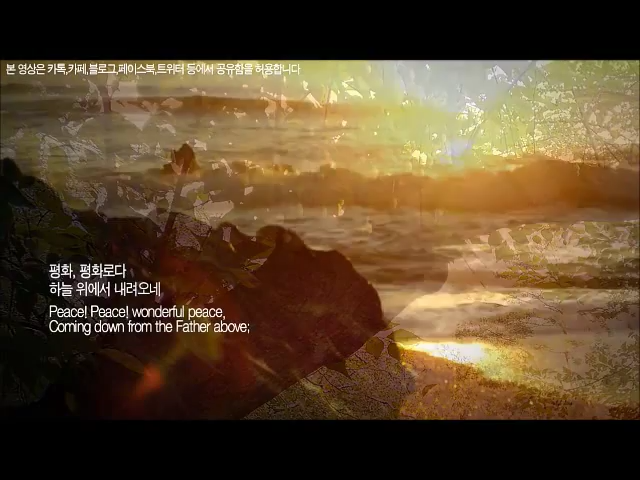 본 영상은 카톡,카페,블로그,페이스북,트위터 등에서 공유함을 허용합니다
평화, 평화로다
하늘 위에서 내려오네
Peace! Peace! wonderful peace,
Coming down from the Father above;